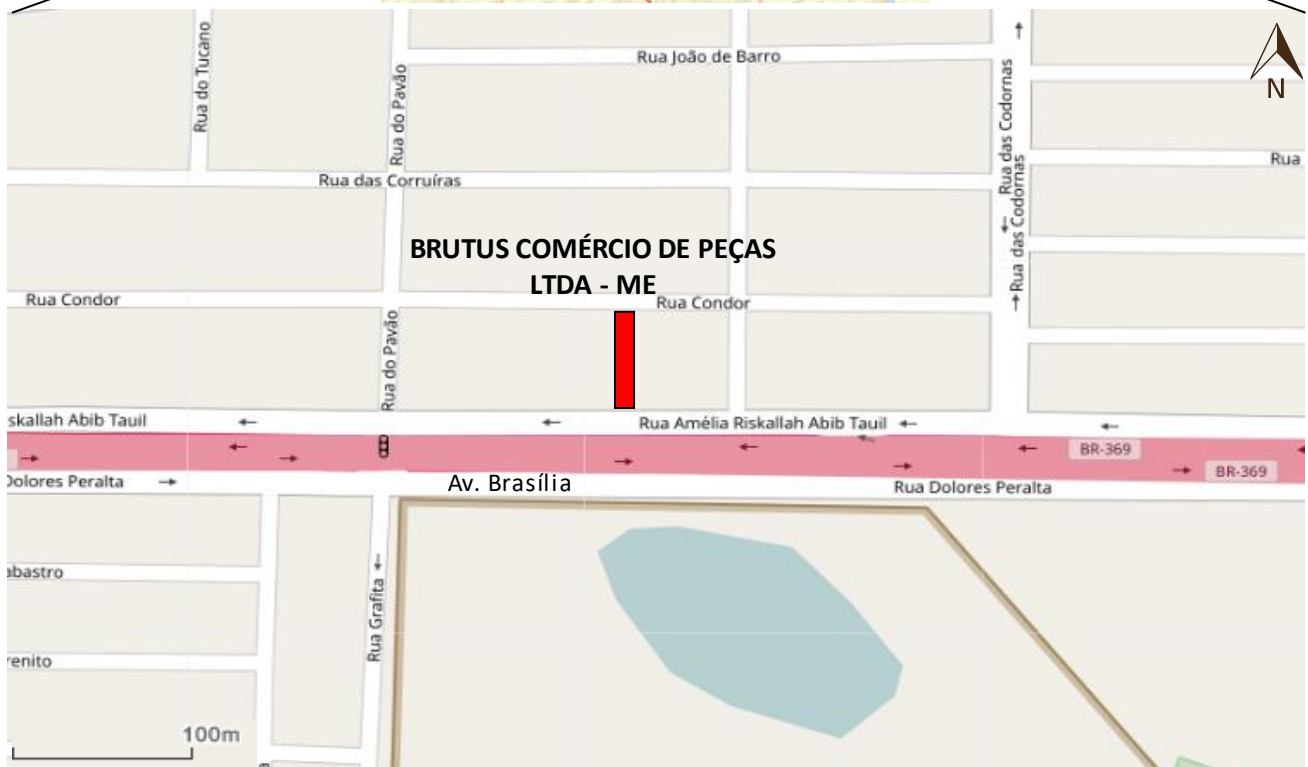 Rua João de Barro
N
Rua do Tucano
Rua do Pavão
Rua das Codornas
Rua
Rua das Corruíras
Rua das Codornas
BRUTUS COMÉRCIO DE PEÇAS
LTDA - ME
Rua Condor
Rua Condor
Rua do Pavão
skallah Abib Tauil
Rua Amélia Riskallah Abib Tauil
BR-369
BR-369
Dolores Peralta
Av. Brasília
Rua Dolores Peralta
abastro
Rua Grafita
renito
100m